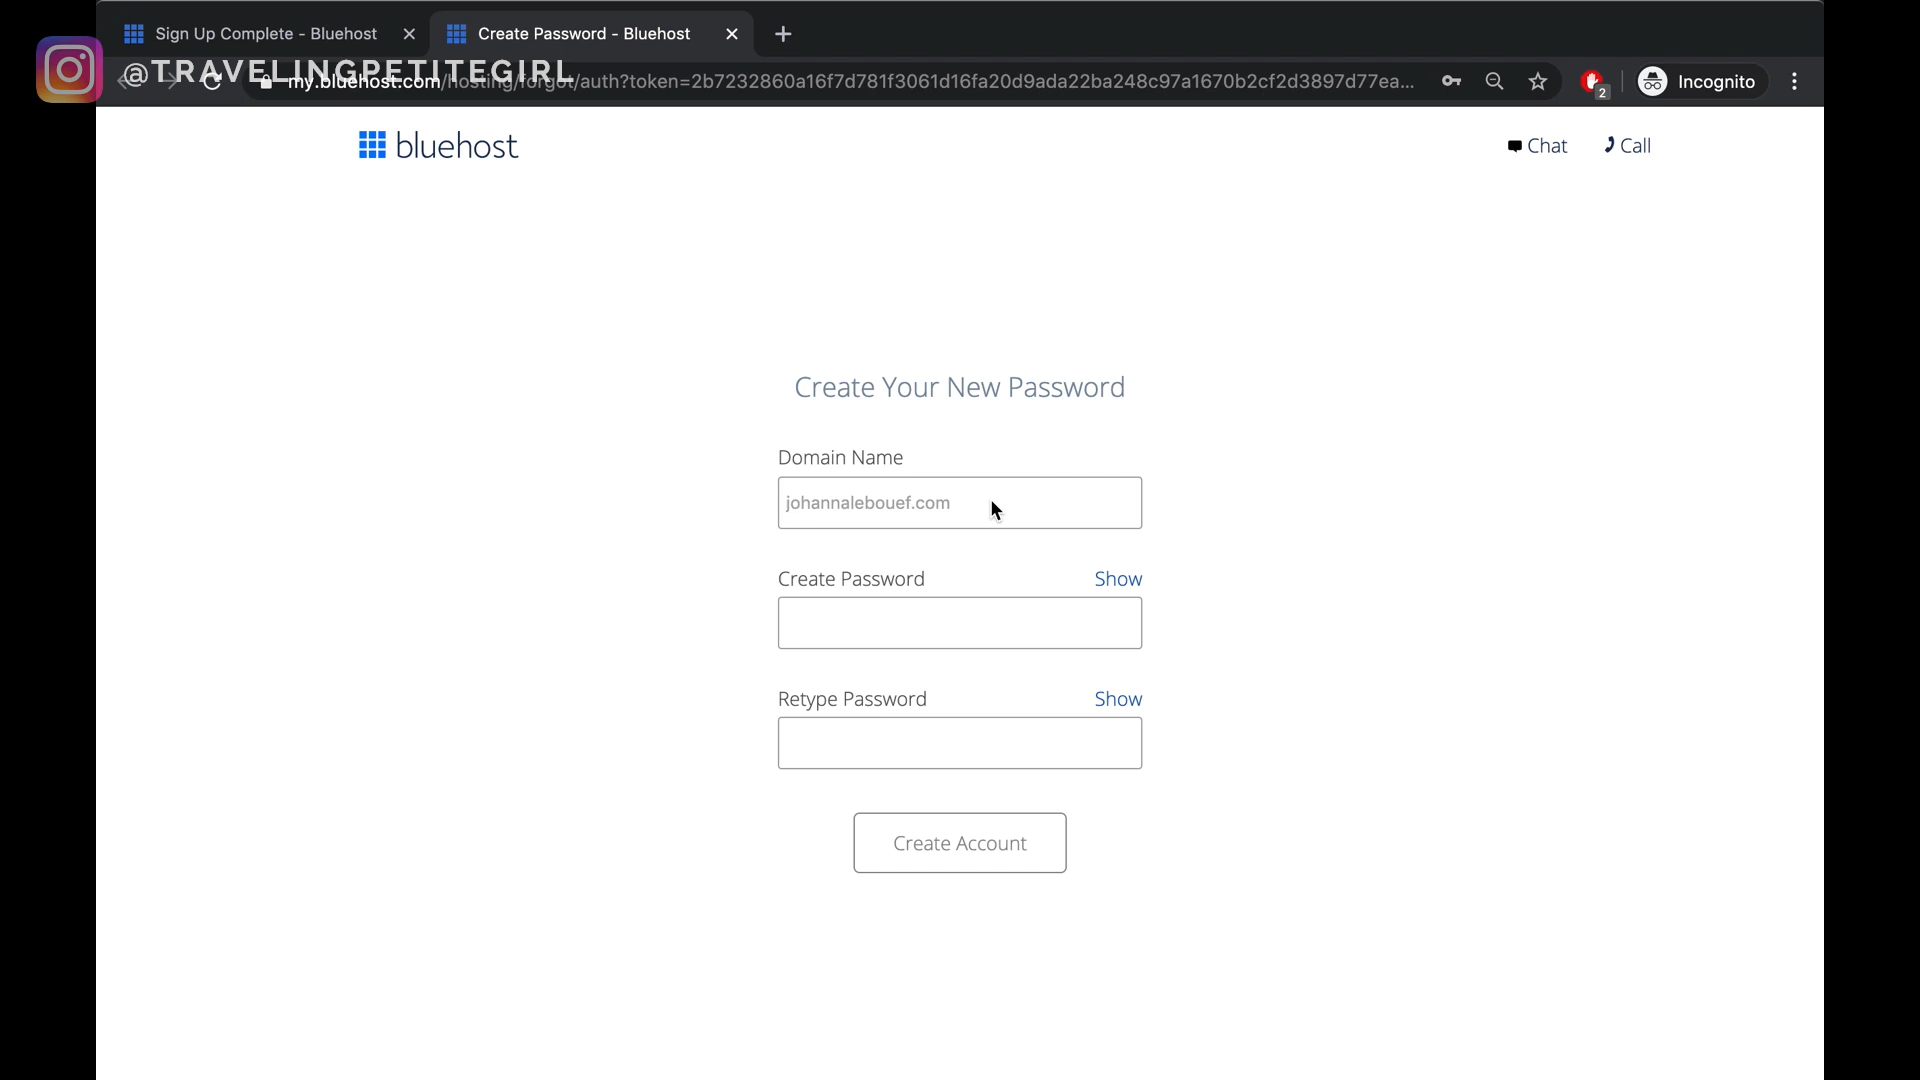 Sign Up Complete - Bluehost
Create Password - Bluehost
@TRAVELINGPETITEGIRL
my.bluehost.com/hosting/forgot/auth?token=2b7232860a16f7d781f3061d16fa20d9ada22ba248c97a1670b2cf2d3897d77ea...
2
Incognito
bluehost
Chat
Call
Create Your New Password
Domain Name
johannalebouef.com
Create Password
Show
Retype Password
Show
Create Account